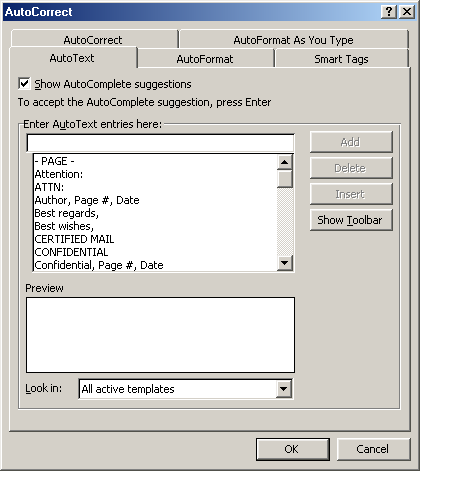 AutoCorrect
AutoCorrect AutoFormat As You Type
AutoText AutoFormat Smart Tags
Show AutoComplete suggestions
To accept the AutoComplete suggestion, press Enter
Enter AutoText entries here:
Add
- PAGE -
Attention:
ATTN:
Author, Page #, Date
Best regards,
Best wishes,
CERTIFIED MAIL
CONFIDENTIAL
Confidential, Page #, Date
Delete
Insert
Show Toolbar
Preview
Look in: All active templates
OK Cancel